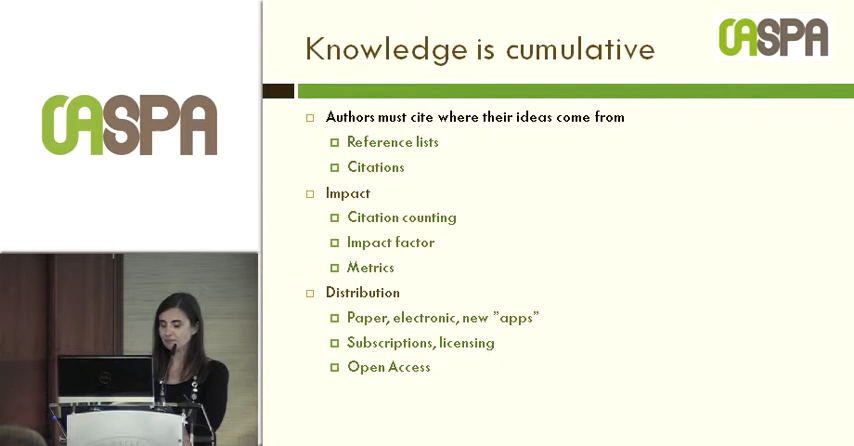 OASPA
Knowledge is cumulative
OASPA
Authors must cite where their ideas come from
Reference lists
Citations
Impact
Citation counting
Impact factor
Metrics
Distribution
Paper, electronic, new ”apps”
Subscriptions, licensing
Open Access